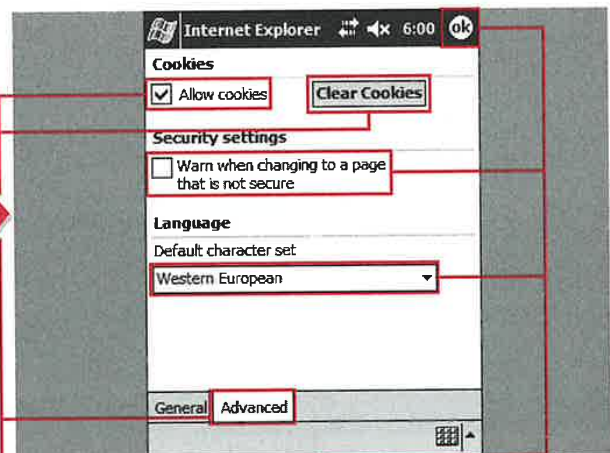 Internet Explorer 6:00 ok
Cookies
Allow cookies Clear Cookies
Security settings
Warn when changing to a page
that is not secure
Language
Default character set
Western European
General Advanced